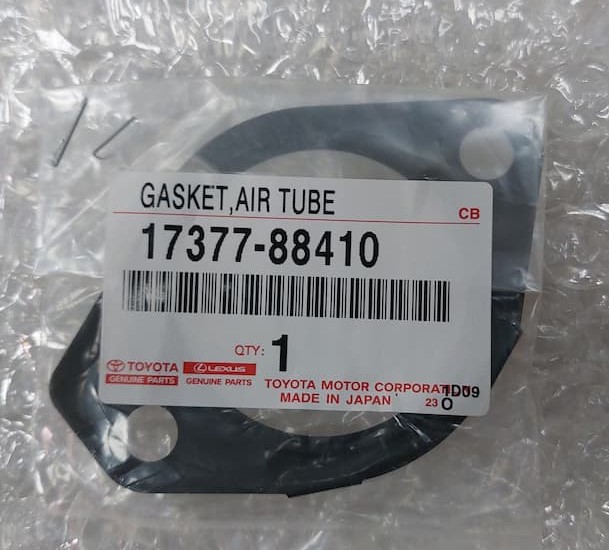 GASKET,AIR TUBE
CB
17377-88410
QTY: 1
TOYOTA LEXUS
GENUINE PARTS GENUINE PARTS
TOYOTA MOTOR CORPORATION
1D09
MADE IN JAPAN 23 O